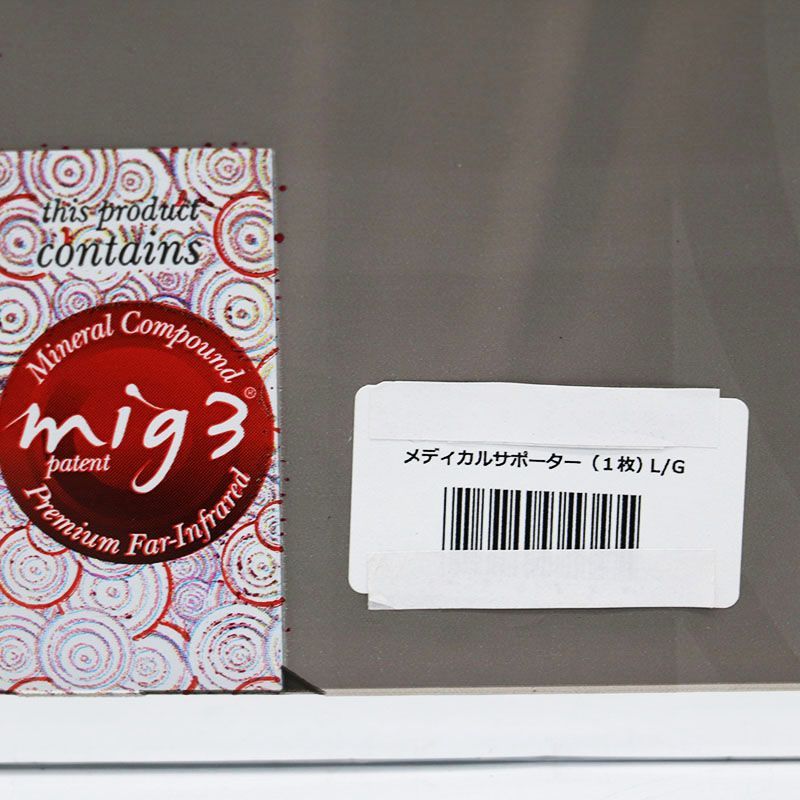 this product
contains
Mineral Compound
mig3®
patent
Premium Far-Infrared
メディカルサポーター（１枚）L/G